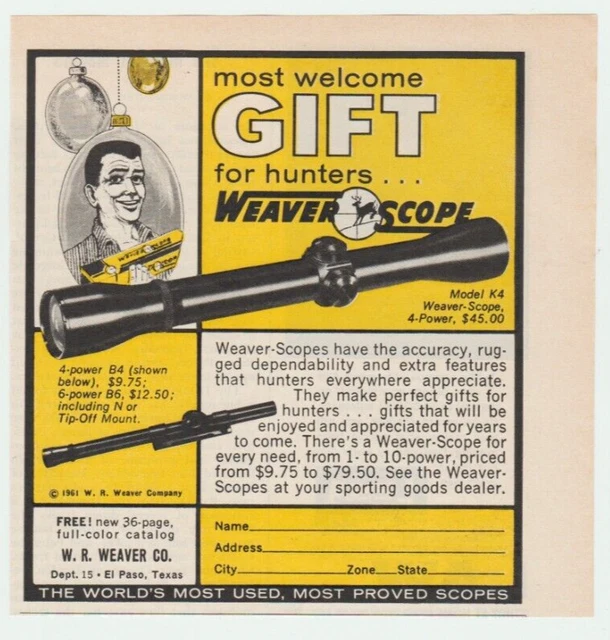 most welcome
GIFT
for hunters . . .
WEAVER SCOPE
Model K4
Weaver-Scope,
4-Power, $45.00
4-power B4 (shown
below), $9.75;
6-power B6, $12.50;
including N or
Tip-Off Mount.
© 1961 W. R. Weaver Company
Weaver-Scopes have the accuracy, rug-
ged dependability and extra features
that hunters everywhere appreciate.
They make perfect gifts for
hunters . . . gifts that will be
enjoyed and appreciated for years
to come. There's a Weaver-Scope for
every need, from 1- to 10-power, priced
from $9.75 to $79.50. See the Weaver-
Scopes at your sporting goods dealer.
FREE! new 36-page,
full-color catalog
W. R. WEAVER CO.
Dept. 15 • El Paso, Texas
Name
Address
City Zone State
THE WORLD'S MOST USED, MOST PROVED SCOPES